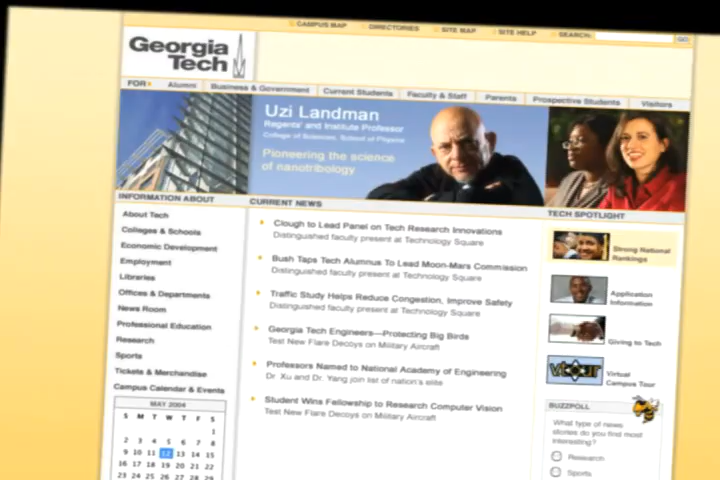 CAMPUS MAP DIRECTORIES SITE MAP SITE HELP SEARCH: GO
Georgia
Tech
FOR Alumni Business & Government Current Students Faculty & Staff Parents Prospective Students Visitors
Uzi Landman
Regents' and Institute Professor
College of Sciences, School of Physics
Pioneering the science
of nanotribology
INFORMATION ABOUT
About Tech
Colleges & Schools
Economic Development
Employment
Libraries
Offices & Departments
News Room
Professional Education
Research
Sports
Tickets & Merchandise
Campus Calendar & Events
MAY 2004
S M T W T F S
1
2 3 4 5 6 7 8
9 10 11 12 13 14 15
16 17 18 19 20 21 22
23 24 25 26 27 28 29
CURRENT NEWS
Clough to Lead Panel on Tech Research Innovations
Distinguished faculty present at Technology Square
Bush Taps Tech Alumnus To Lead Moon-Mars Commission
Distinguished faculty present at Technology Square
Traffic Study Helps Reduce Congestion, Improve Safety
Distinguished faculty present at Technology Square
Georgia Tech Engineers—Protecting Big Birds
Test New Flare Decoys on Military Aircraft
Professors Named to National Academy of Engineering
Dr. Xu and Dr. Yang join list of nation's elite
Student Wins Fellowship to Research Computer Vision
Test New Flare Decoys on Military Aircraft
TECH SPOTLIGHT
Strong National
Rankings
Application
Information
Giving to Tech
Virtual
Campus Tour
BUZZPOLL
What type of news
stories do you find most
interesting?
Research
Sports